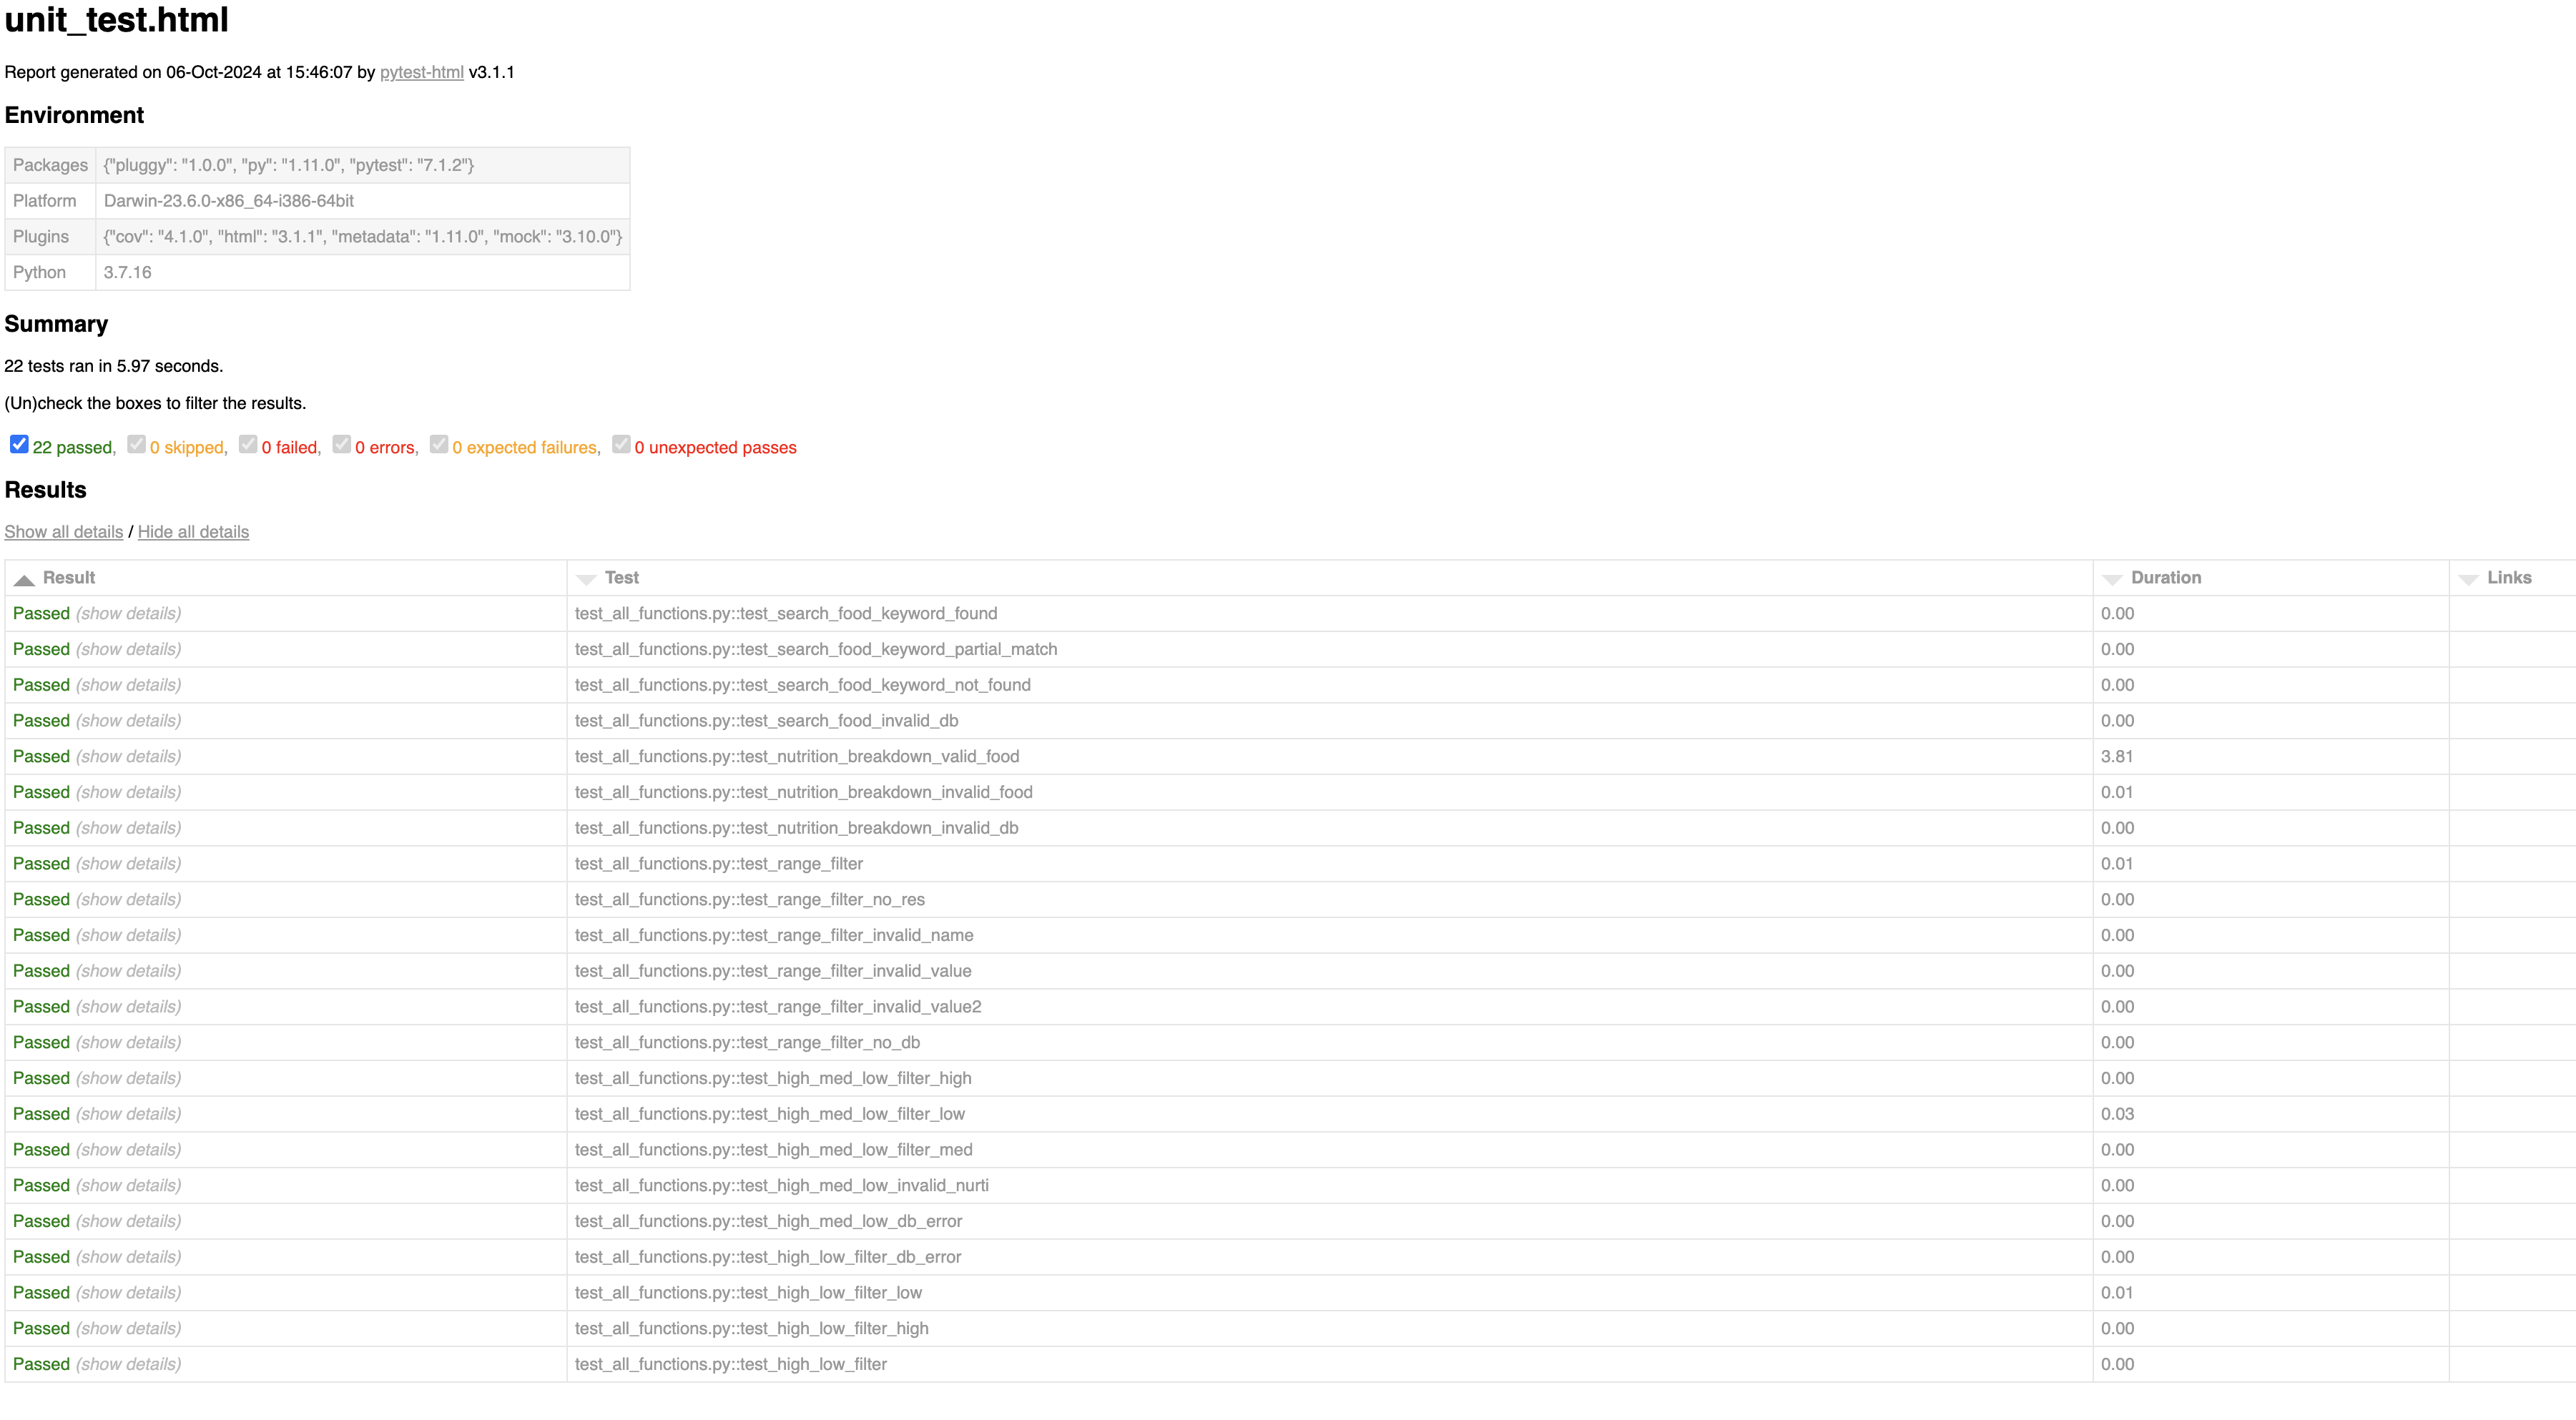 unit_test.html
Report generated on 06-Oct-2024 at 15:46:07 by pytest-html v3.1.1
Environment
Packages {"pluggy": "1.0.0", "py": "1.11.0", "pytest": "7.1.2"}
Platform Darwin-23.6.0-x86_64-i386-64bit
Plugins {"cov": "4.1.0", "html": "3.1.1", "metadata": "1.11.0", "mock": "3.10.0"}
Python 3.7.16
Summary
22 tests ran in 5.97 seconds.
(Un)check the boxes to filter the results.
22 passed, 0 skipped, 0 failed, 0 errors, 0 expected failures, 0 unexpected passes
Results
Show all details / Hide all details
Result Test Duration Links
Passed (show details) test_all_functions.py::test_search_food_keyword_found 0.00
Passed (show details) test_all_functions.py::test_search_food_keyword_partial_match 0.00
Passed (show details) test_all_functions.py::test_search_food_keyword_not_found 0.00
Passed (show details) test_all_functions.py::test_search_food_invalid_db 0.00
Passed (show details) test_all_functions.py::test_nutrition_breakdown_valid_food 3.81
Passed (show details) test_all_functions.py::test_nutrition_breakdown_invalid_food 0.01
Passed (show details) test_all_functions.py::test_nutrition_breakdown_invalid_db 0.00
Passed (show details) test_all_functions.py::test_range_filter 0.01
Passed (show details) test_all_functions.py::test_range_filter_no_res 0.00
Passed (show details) test_all_functions.py::test_range_filter_invalid_name 0.00
Passed (show details) test_all_functions.py::test_range_filter_invalid_value 0.00
Passed (show details) test_all_functions.py::test_range_filter_invalid_value2 0.00
Passed (show details) test_all_functions.py::test_range_filter_no_db 0.00
Passed (show details) test_all_functions.py::test_high_med_low_filter_high 0.00
Passed (show details) test_all_functions.py::test_high_med_low_filter_low 0.03
Passed (show details) test_all_functions.py::test_high_med_low_filter_med 0.00
Passed (show details) test_all_functions.py::test_high_med_low_invalid_nurti 0.00
Passed (show details) test_all_functions.py::test_high_med_low_db_error 0.00
Passed (show details) test_all_functions.py::test_high_low_filter_db_error 0.00
Passed (show details) test_all_functions.py::test_high_low_filter_low 0.01
Passed (show details) test_all_functions.py::test_high_low_filter_high 0.00
Passed (show details) test_all_functions.py::test_high_low_filter 0.00